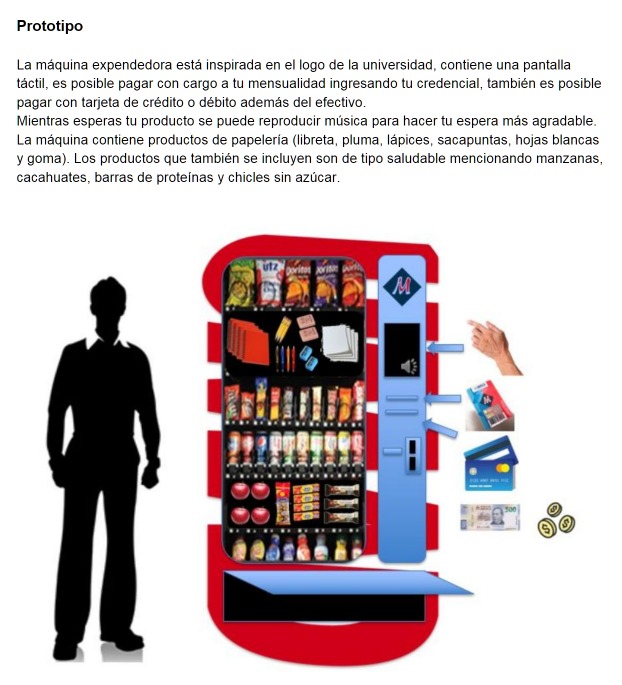 Prototipo
La máquina expendedora está inspirada en el logo de la universidad, contiene una pantalla
táctil, es posible pagar con cargo a tu mensualidad ingresando tu credencial, también es posible
pagar con tarjeta de crédito o débito además del efectivo.
Mientras esperas tu producto se puede reproducir música para hacer tu espera más agradable.
La máquina contiene productos de papelería (libreta, pluma, lápices, sacapuntas, hojas blancas
y goma). Los productos que también se incluyen son de tipo saludable mencionando manzanas,
cacahuates, barras de proteínas y chicles sin azúcar.
utz
Doritos
Doritos
M
500